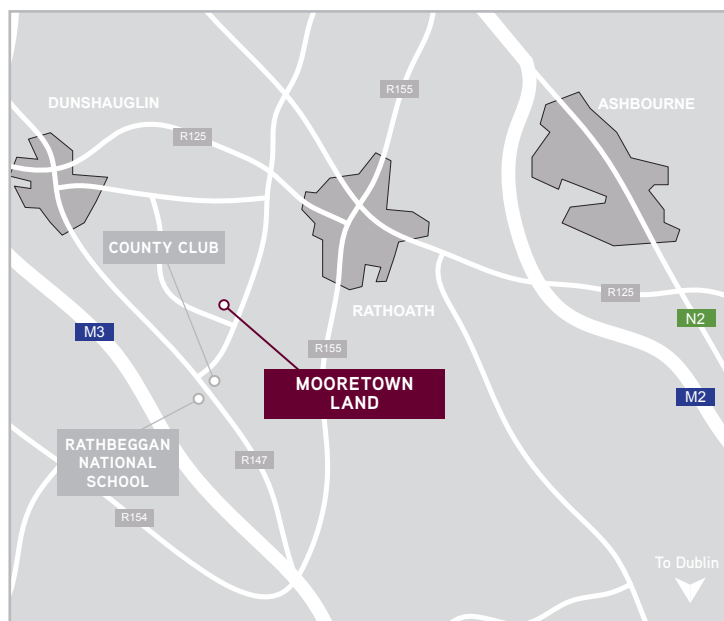 DUNSHAUGLIN
R155
ASHBOURNE
R125
COUNTY CLUB
RATHOATH
R125
N2
M3
R155
MOORETOWN
LAND
M2
RATHBEGGAN
NATIONAL
SCHOOL
R147
R154
To Dublin